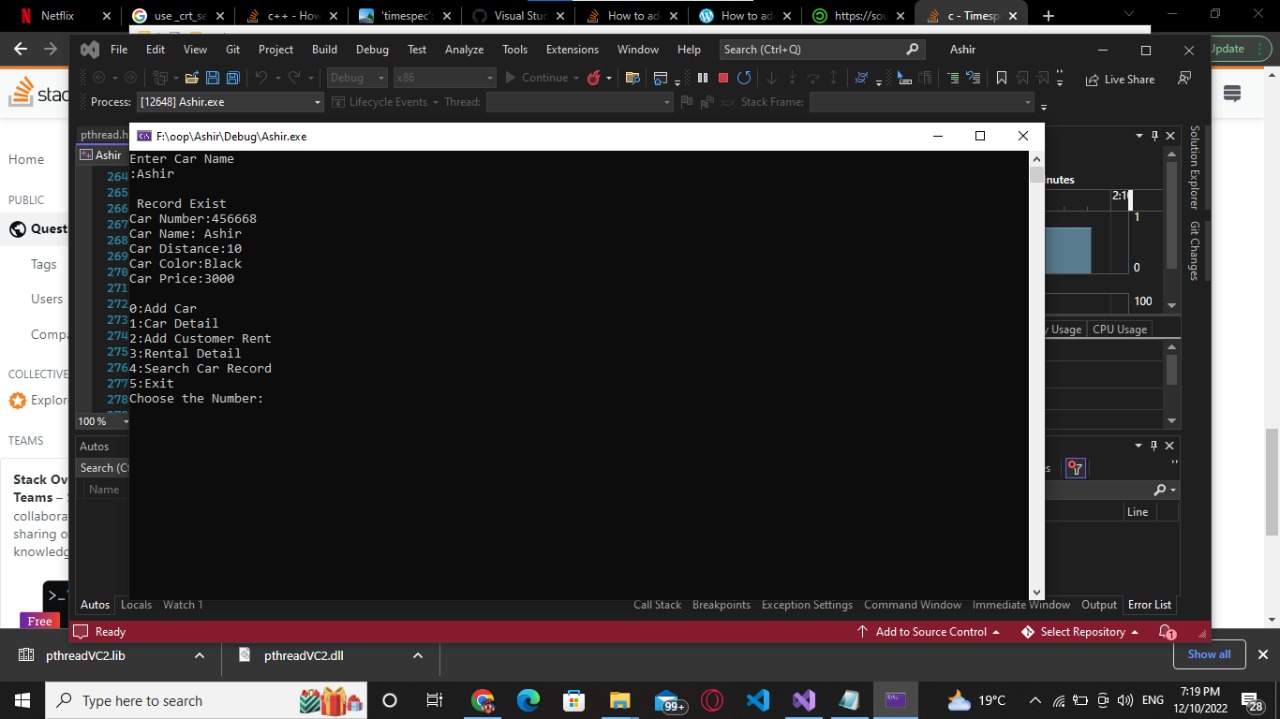 Netflix
use _crt_se
c++ - How
'timespec':
Visual Stud
How to ad
How to ad
https://sou
c - Timesp
File Edit View Git Project Build Debug Test Analyze Tools Extensions Window Help Search (Ctrl+Q) Ashir
Update
Debug x86 Continue Live Share
Process: [12648] Ashir.exe Lifecycle Events Thread: Stack Frame:
pthread.h
Ashir
F:\oop\Ashir\Debug\Ashir.exe
Enter Car Name
:Ashir
Record Exist
Car Number:456668
Car Name: Ashir
Car Distance:10
Car Color:Black
Car Price:3000
0:Add Car
1:Car Detail
2:Add Customer Rent
3:Rental Detail
4:Search Car Record
5:Exit
Choose the Number:
264
265
266
267
268
269
270
271
272
273
274
275
276
277
278
100 %
Autos
Search (Ct
Name
Autos Locals Watch 1
nutes
1
0
100
y Usage CPU Usage
Solution Explorer
Git Changes
Line
Call Stack Breakpoints Exception Settings Command Window Immediate Window Output Error List
Ready Add to Source Control Select Repository 1
stac
Home
PUBLIC
Quest
Tags
Users
Compa
COLLECTIVE
Explor
TEAMS
Stack Ov
Teams –
collabora
sharing o
knowledg
>_
Free
pthreadVC2.lib
pthreadVC2.dll
Show all
Type here to search
99+
19°C
ENG
7:19 PM
12/10/2022
28